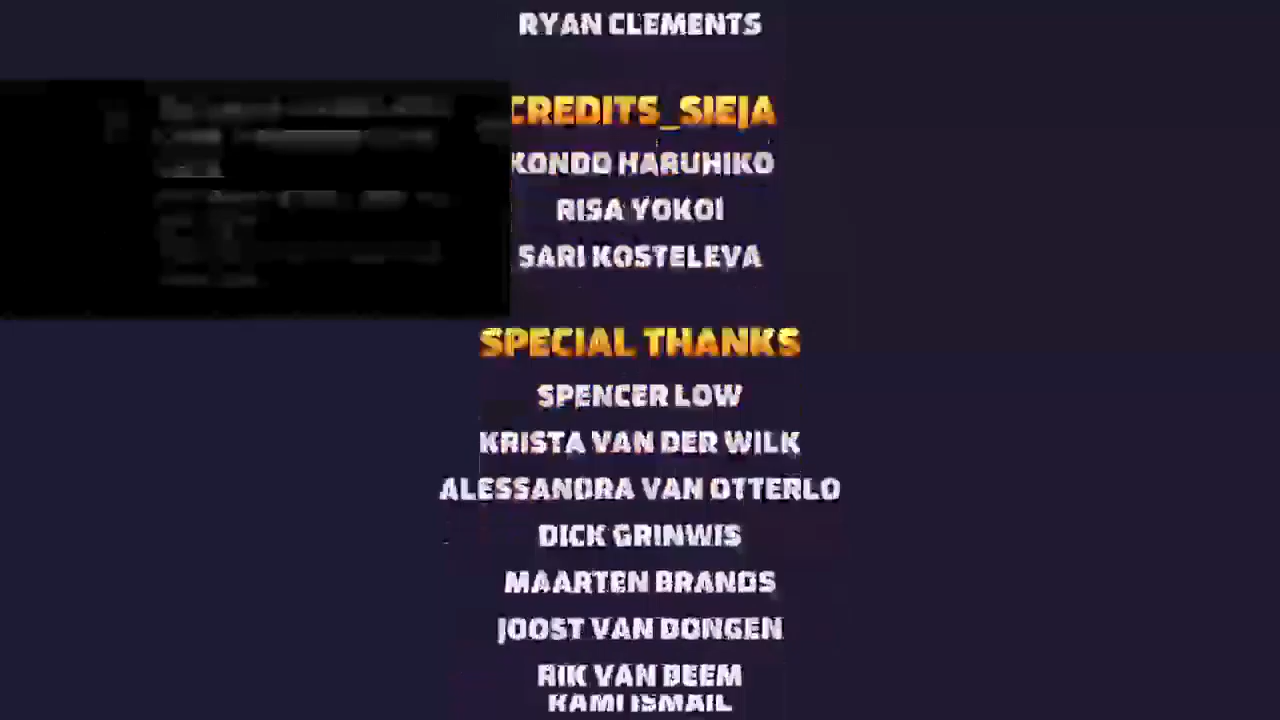 RYAN CLEMENTS
CREDITS_SIEJA
KONDO HARUHIKO
RISA YOKOI
SARI KOSTELEVA
SPECIAL THANKS
SPENCER LOW
KRISTA VAN DER WILK
ALESSANDRA VAN OTTERLO
DICK GRINWIS
MAARTEN BRANDS
JOOST VAN DONGEN
RIK VAN BEEM
RAMI ISMAIL